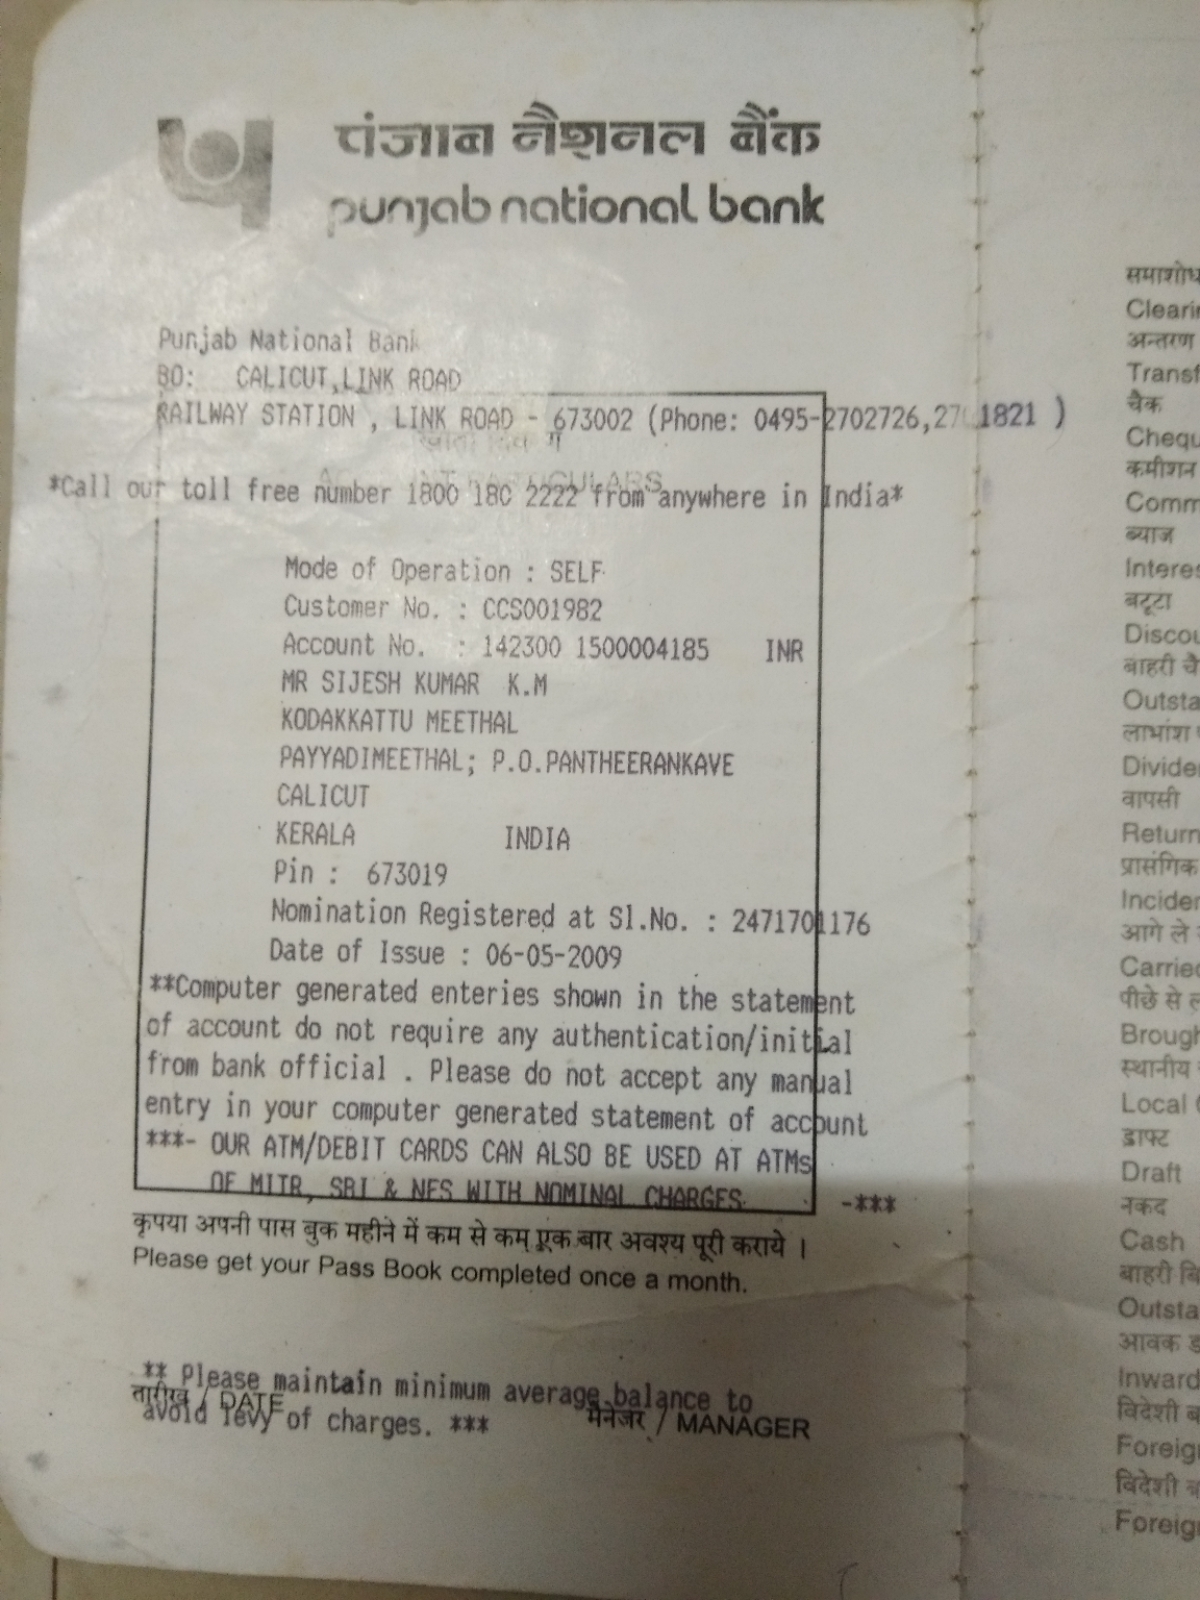 पंजाब नैशनल बैंक
punjab national bank
Punjab National Bank
BO: CALICUT,LINK ROAD
RAILWAY STATION , LINK ROAD - 673002 (Phone: 0495-2702726, 1821 )
खाता
ACCOUNT PARTICULARS
*Call our toll free number 1800 180 2222 from anywhere in India*
Mode of Operation : SELF
Customer No. : CCS001982
Account No. : 142300 1500004185 INR
MR SIJESH KUMAR K.M
KODAKKATTU MEETHAL
PAYYADIMEETHAL; P.O.PANTHEERANKAVE
CALICUT
KERALA INDIA
Pin : 673019
Nomination Registered at Sl.No. : 2471701176
Date of Issue : 06-05-2009
**Computer generated enteries shown in the statement
of account do not require any authentication/initial
from bank official . Please do not accept any manual
entry in your computer generated statement of account
***- OUR ATM/DEBIT CARDS CAN ALSO BE USED AT ATMs
OF MITR, SBI & NFS WITH NOMINAL CHARGES -***
कृपया अपनी पास बुक महीने में कम से कम एक बार अवश्य पूरी कराये ।
Please get your Pass Book completed once a month.
** Please maintain minimum average balance to
तारीख / DATE
avoid levy of charges. ***
मैनेजर / MANAGER
समाशोध
Clearin
अन्तरण
Transf
चैक
Chequ
कमीशन
Comm
ब्याज
Interes
बट्टा
Discou
बाहरी चै
Outsta
लाभांश
Divide
वापसी
Return
प्रासंगिक
Incider
आगे ले
Carried
पीछे से ल
Brough
स्थानीय
Local
ड्राफ्ट
Draft
नकद
Cash
बाहरी बि
Outsta
आवक ड
Inward
विदेशी ब
Foreig
विदेशी
Foreig